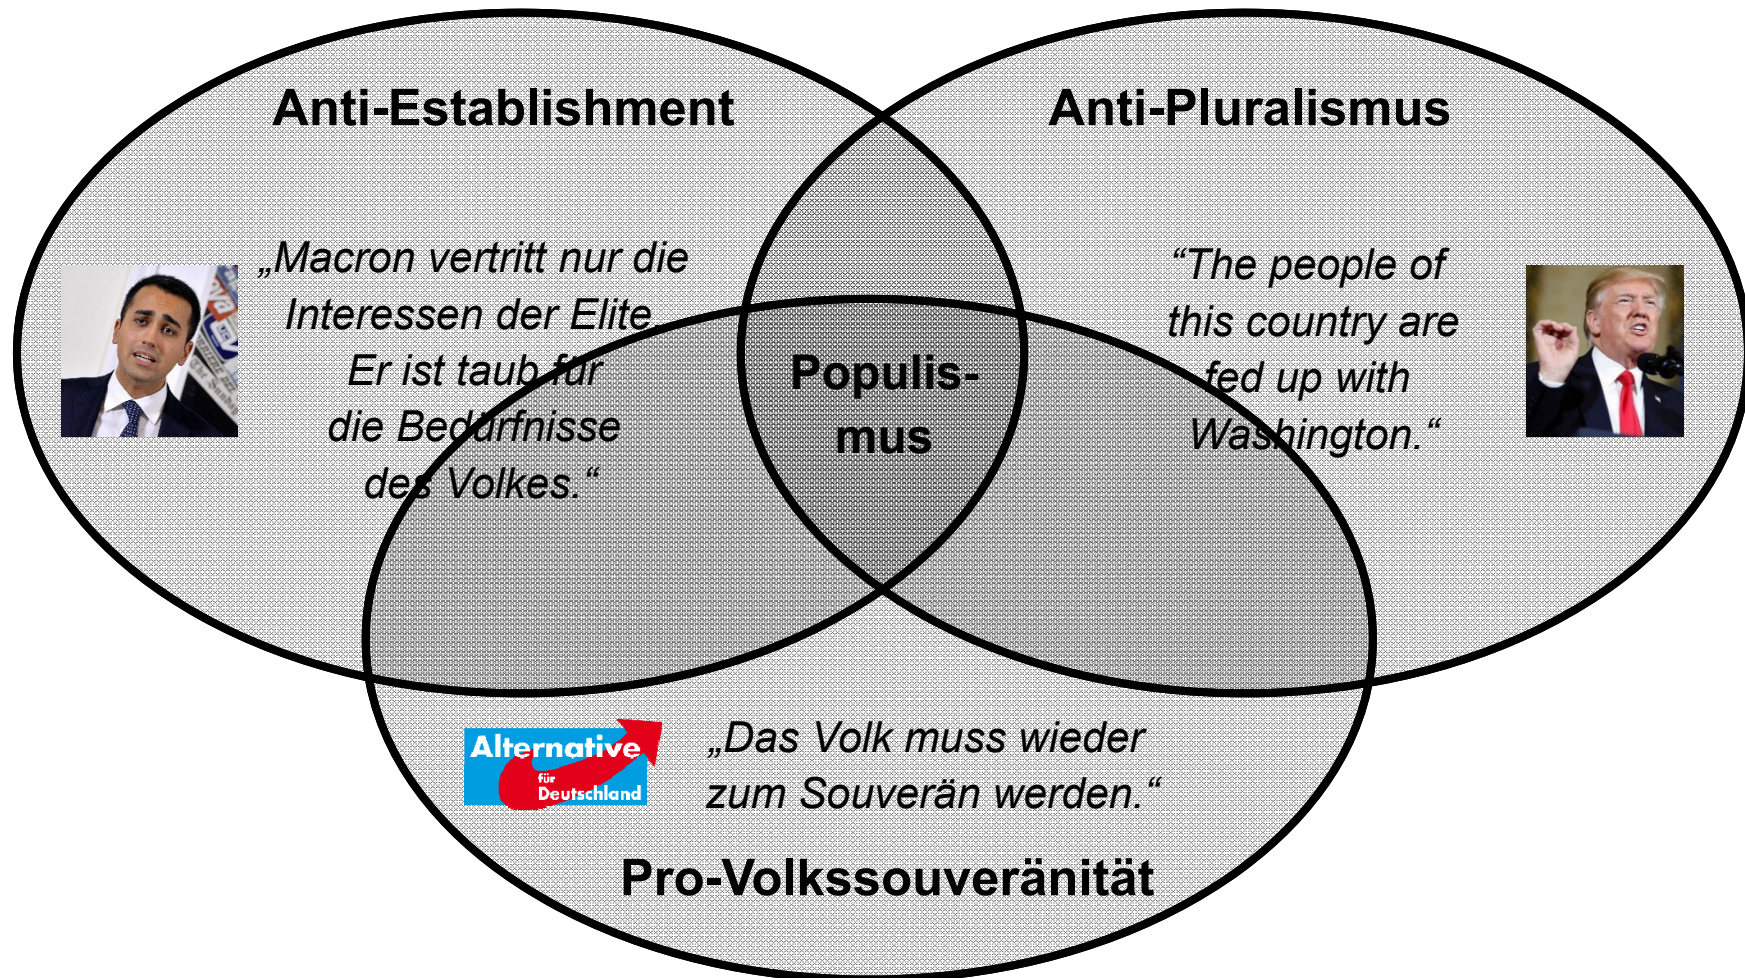 Anti-Establishment
Anti-Pluralismus
„Macron vertritt nur die
Interessen der Elite.
Er ist taub für
die Bedürfnisse
des Volkes.“
“The people of
this country are
fed up with
Washington.“
Populis-
mus
Alternative
für
Deutschland
„Das Volk muss wieder
zum Souverän werden.“
Pro-Volkssouveränität